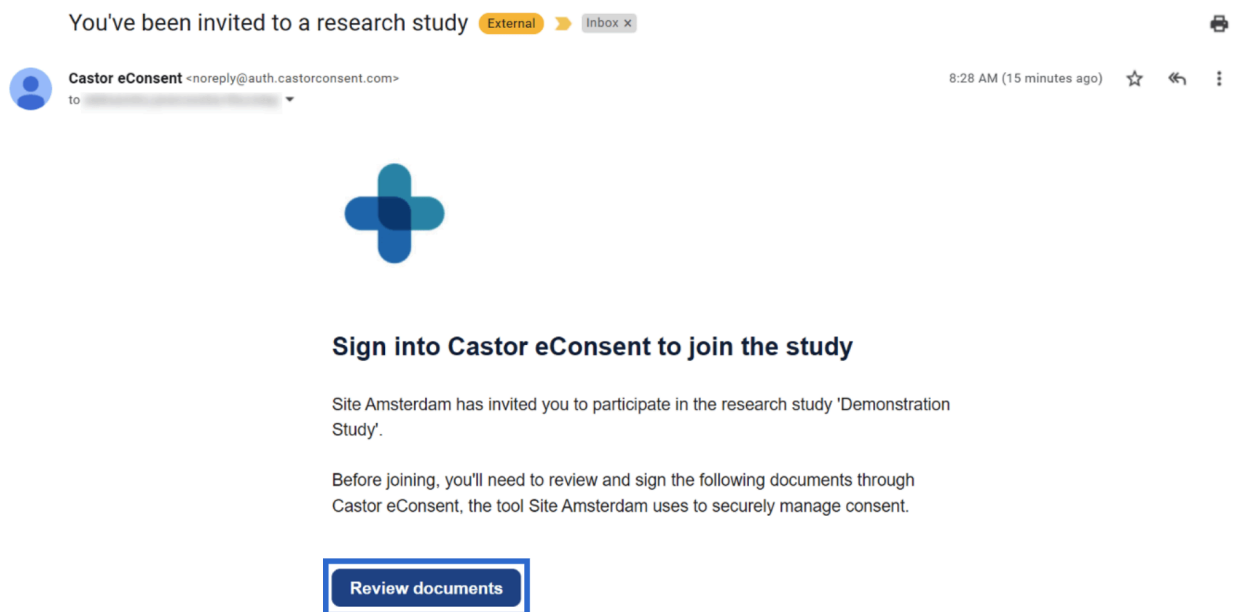 You've been invited to a research study External Inbox x
Castor eConsent <noreply@auth.castorconsent.com> 8:28 AM (15 minutes ago)
to
Sign into Castor eConsent to join the study
Site Amsterdam has invited you to participate in the research study 'Demonstration
Study'.
Before joining, you'll need to review and sign the following documents through
Castor eConsent, the tool Site Amsterdam uses to securely manage consent.
Review documents